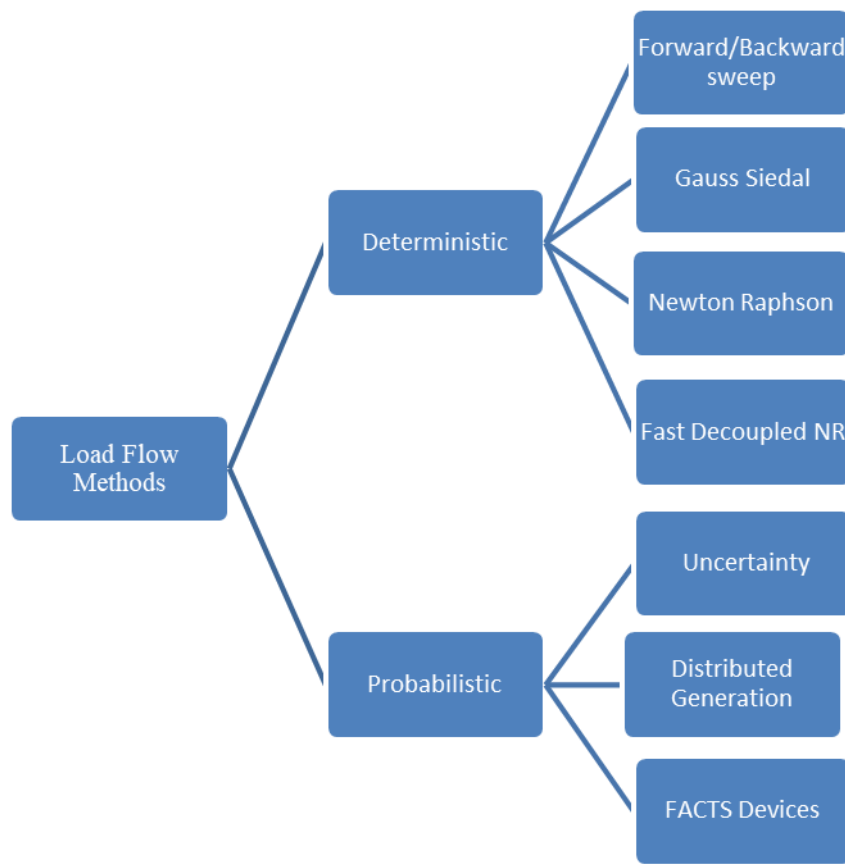 Forward/Backward
sweep
Gauss Siedal
Deterministic
Newton Raphson
Fast Decoupled NR
Load Flow
Methods
Uncertainty
Probabilistic
Distributed
Generation
FACTS Devices